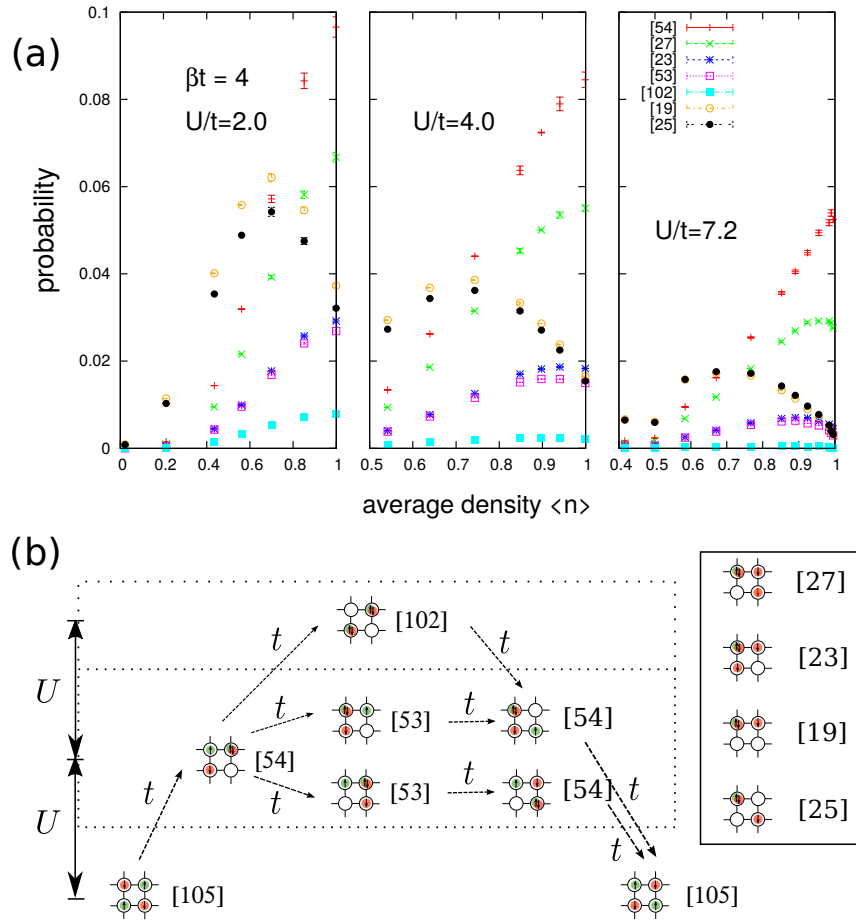 (a)
probability
0.1
0.08
0.06
0.04
0.02
0
βt = 4
U/t=2.0
U/t=4.0
U/t=7.2
[54]
[27]
[23]
[53]
[102]
[19]
[25]
0 0.2 0.4 0.6 0.8 1
0.5 0.6 0.7 0.8 0.9 1
0.4 0.5 0.6 0.7 0.8 0.9 1
average density <n>
(b)
U
U
t
t
t
t
t
t
t
t
t
[102]
[53]
[54]
[54]
[53]
[54]
[105]
[105]
[27]
[23]
[19]
[25]